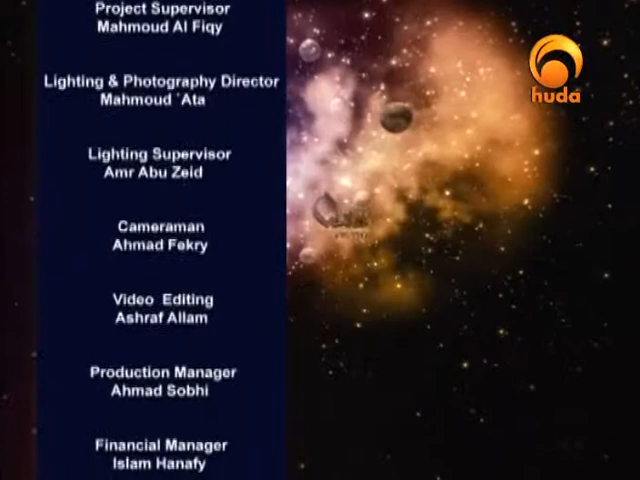 Project Supervisor
Mahmoud Al Fiqy
Lighting & Photography Director
Mahmoud `Ata
Lighting Supervisor
Amr Abu Zeid
Cameraman
Ahmad Fekry
Video Editing
Ashraf Allam
Production Manager
Ahmad Sobhi
Financial Manager
Islam Hanafy
huda